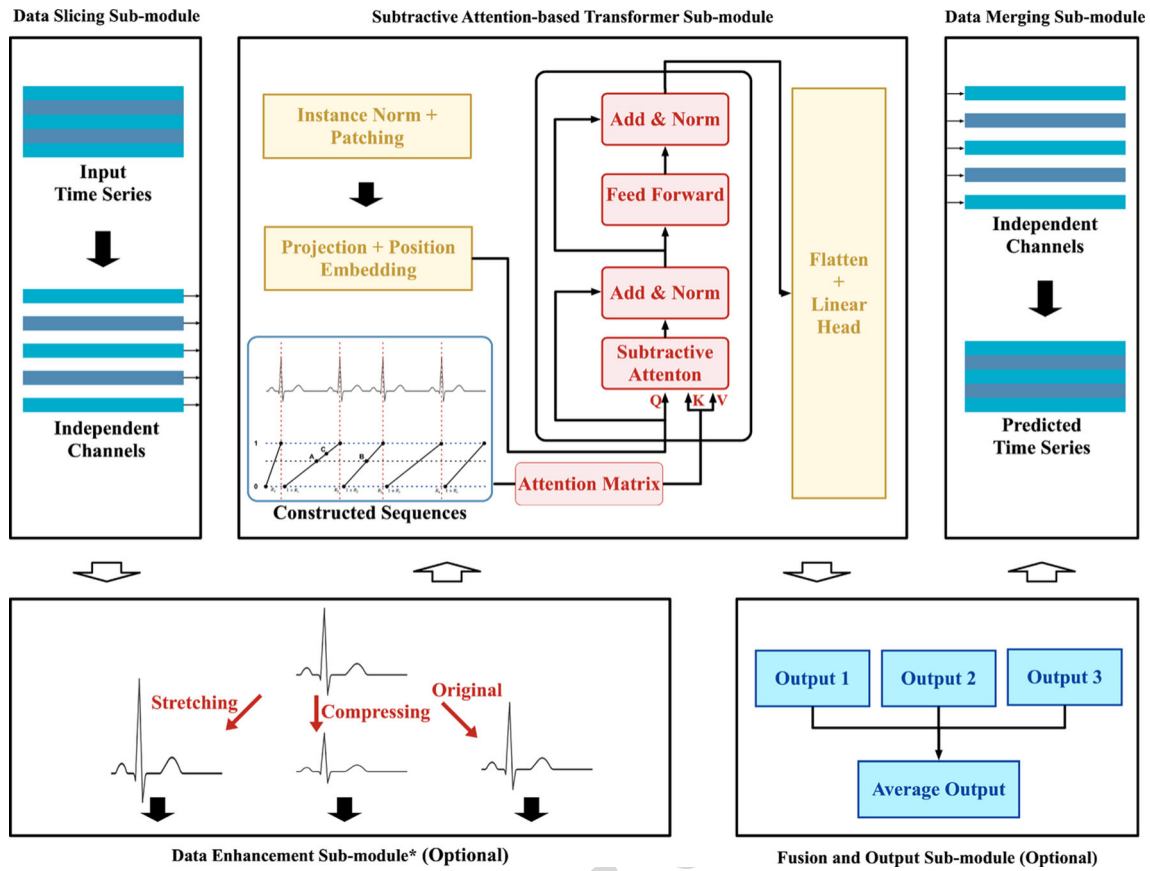 Data Slicing Sub-module
Subtractive Attention-based Transformer Sub-module
Data Merging Sub-module
Input
Time Series
Independent
Channels
Instance Norm +
Patching
Projection + Position
Embedding
1
A
C
B
0
Constructed Sequences
Attention Matrix
Add & Norm
Feed Forward
Add & Norm
Subtractive
Attenton
Q
K
V
Flatten
+
Linear
Head
Independent
Channels
Predicted
Time Series
Stretching
Compressing
Original
Data Enhancement Sub-module* (Optional)
Output 1
Output 2
Output 3
Average Output
Fusion and Output Sub-module (Optional)